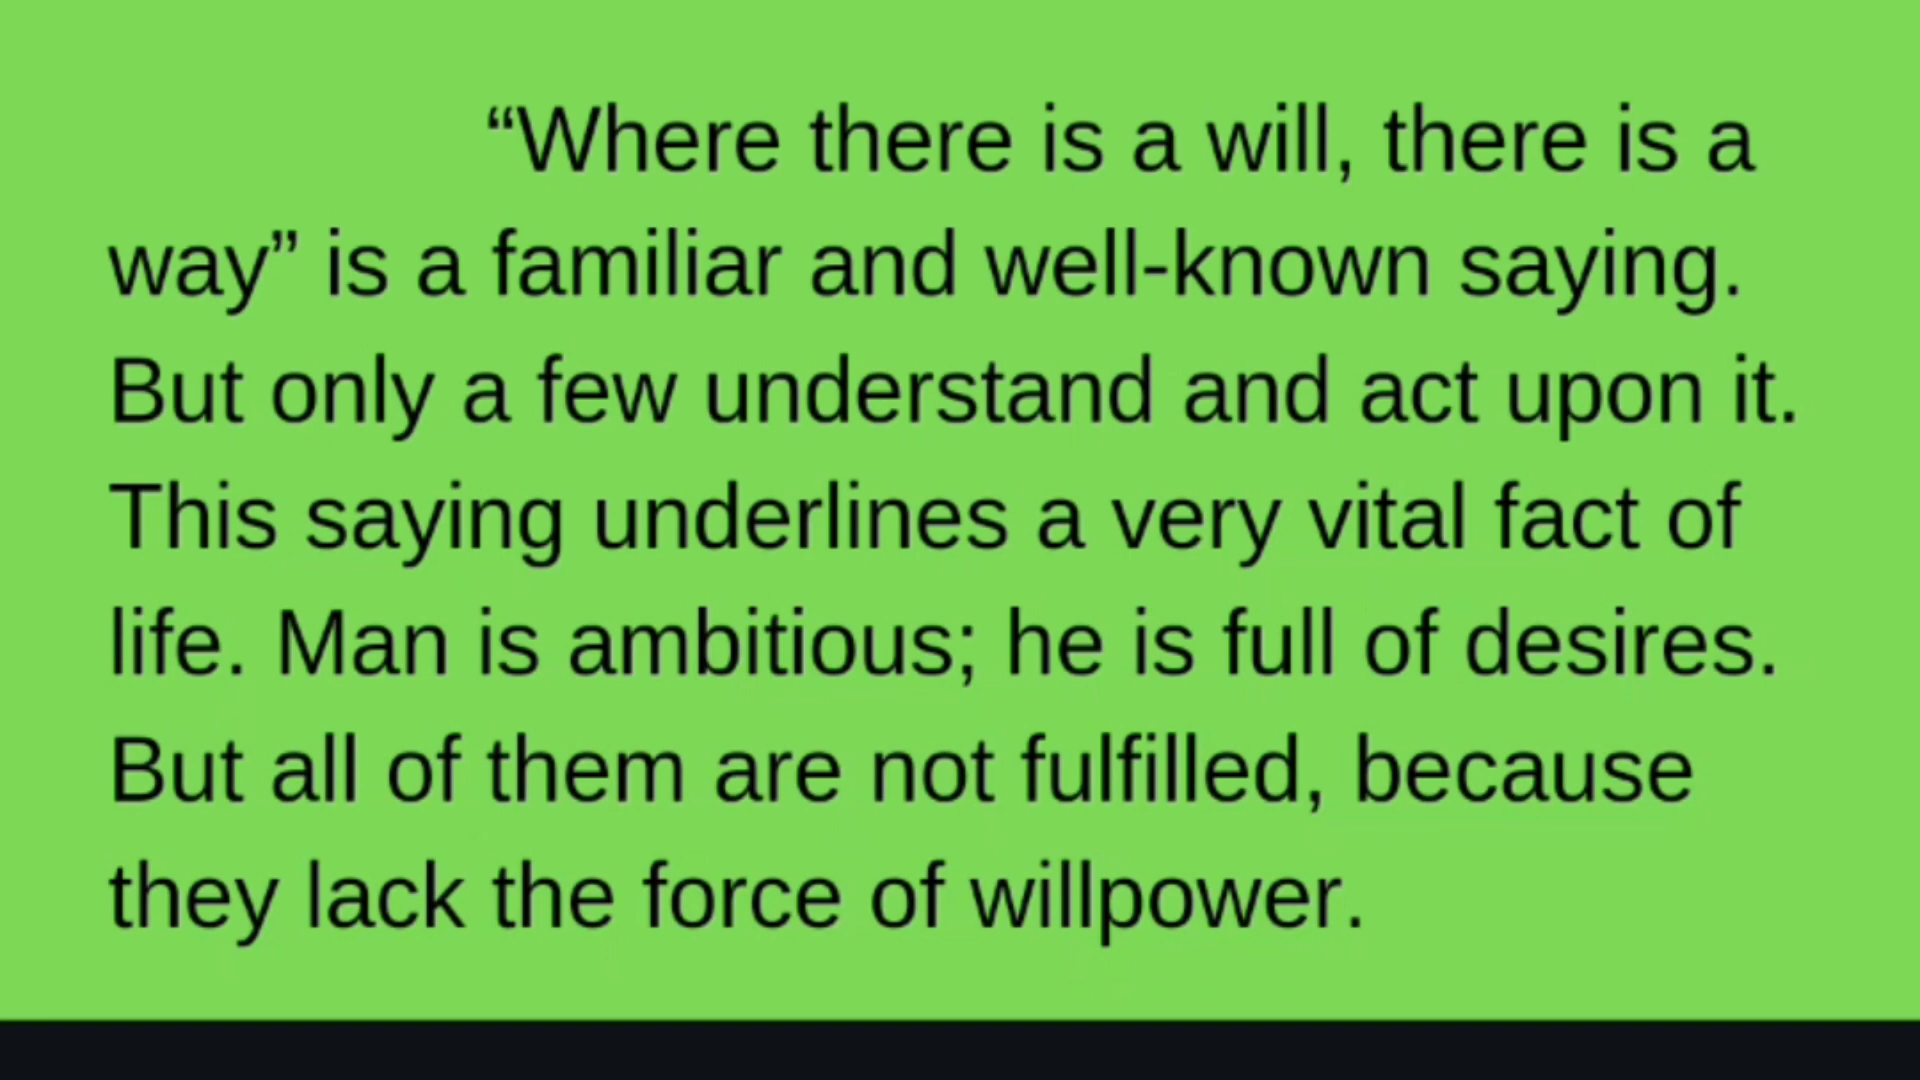 “Where there is a will, there is a
way” is a familiar and well-known saying.
But only a few understand and act upon it.
This saying underlines a very vital fact of
life. Man is ambitious; he is full of desires.
But all of them are not fulfilled, because
they lack the force of willpower.